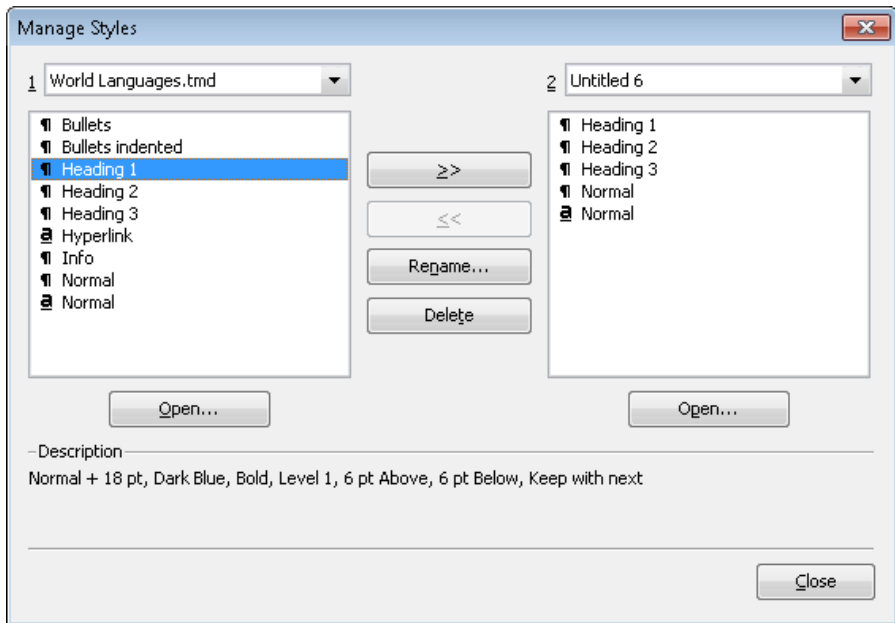 Manage Styles
1 World Languages.tmd
2 Untitled 6
¶ Bullets
¶ Bullets indented
¶ Heading 1
¶ Heading 2
¶ Heading 3
a Hyperlink
¶ Info
¶ Normal
a Normal
>>
<<
Rename...
Delete
¶ Heading 1
¶ Heading 2
¶ Heading 3
¶ Normal
a Normal
Open...
Open...
Description
Normal + 18 pt, Dark Blue, Bold, Level 1, 6 pt Above, 6 pt Below, Keep with next
Close